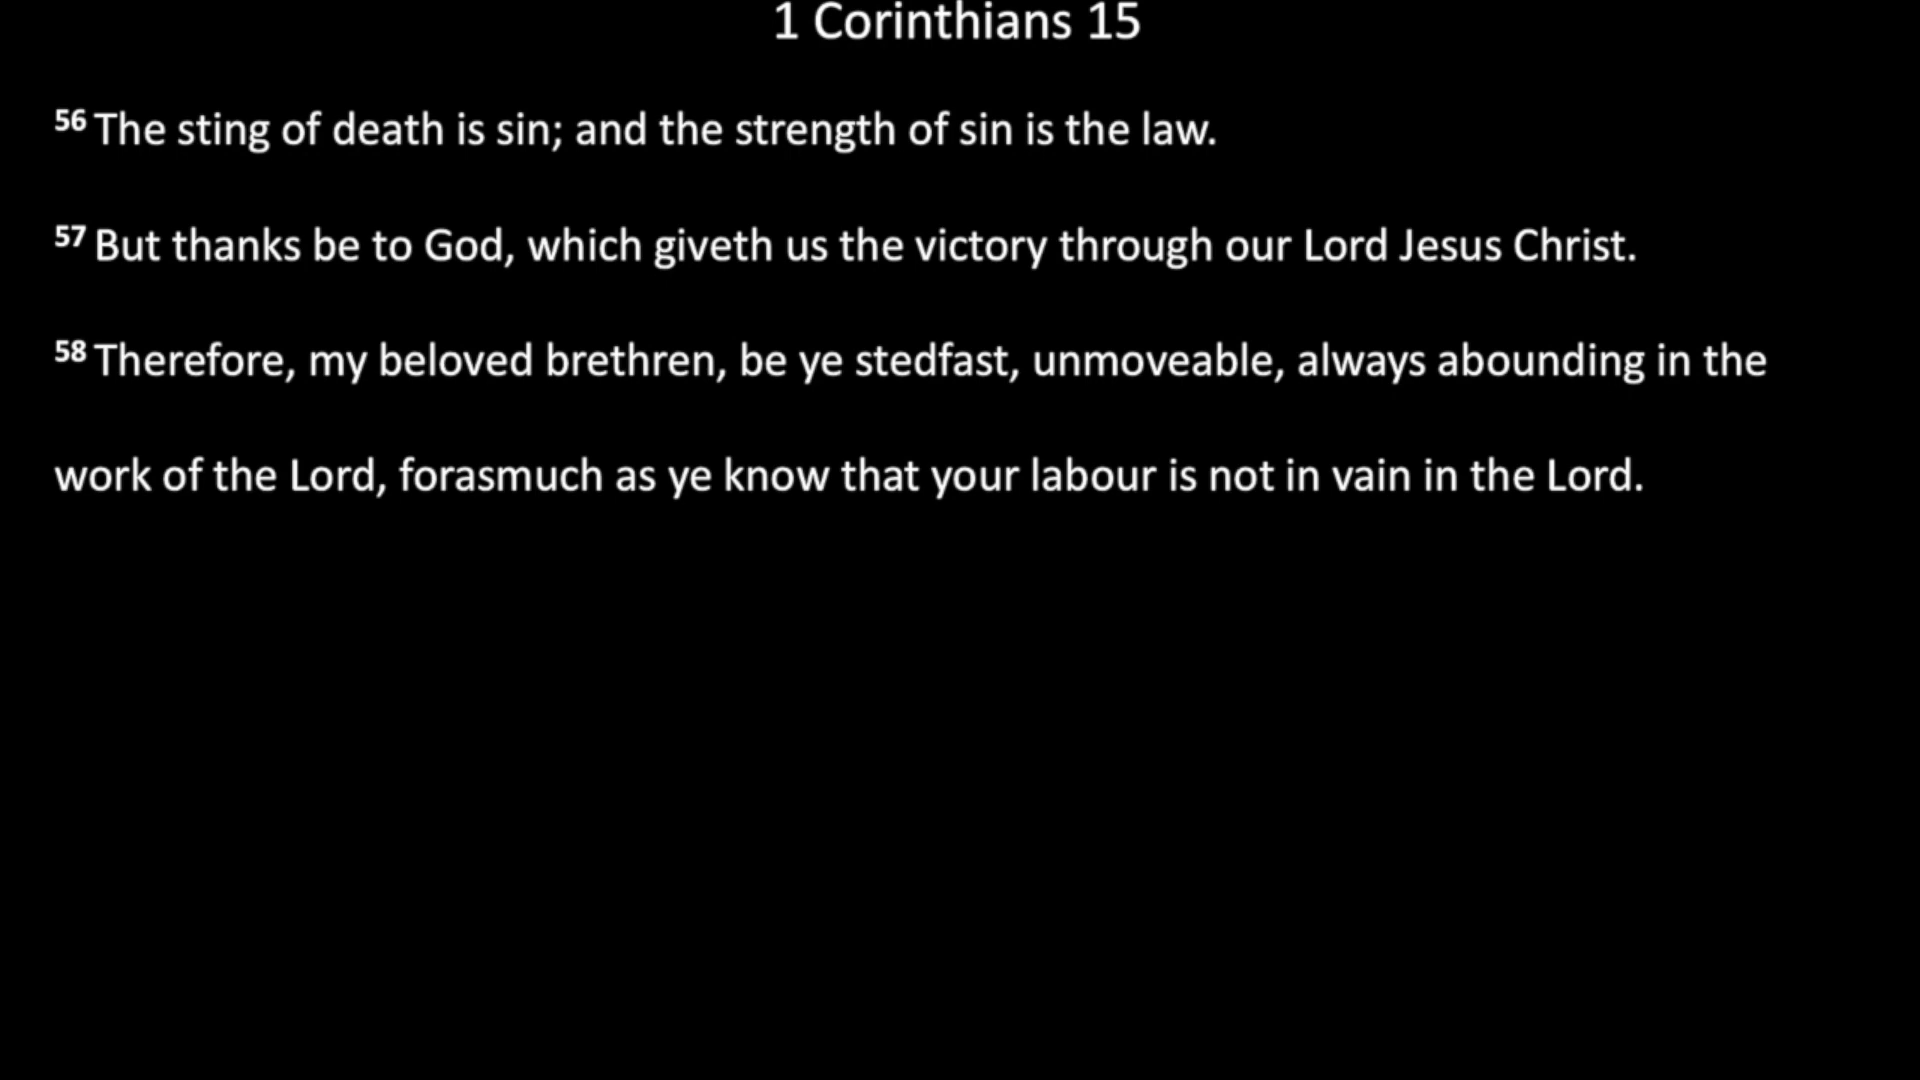 1 Corinthians 15
56 The sting of death is sin; and the strength of sin is the law.
57 But thanks be to God, which giveth us the victory through our Lord Jesus Christ.
58 Therefore, my beloved brethren, be ye stedfast, unmoveable, always abounding in the
work of the Lord, forasmuch as ye know that your labour is not in vain in the Lord.